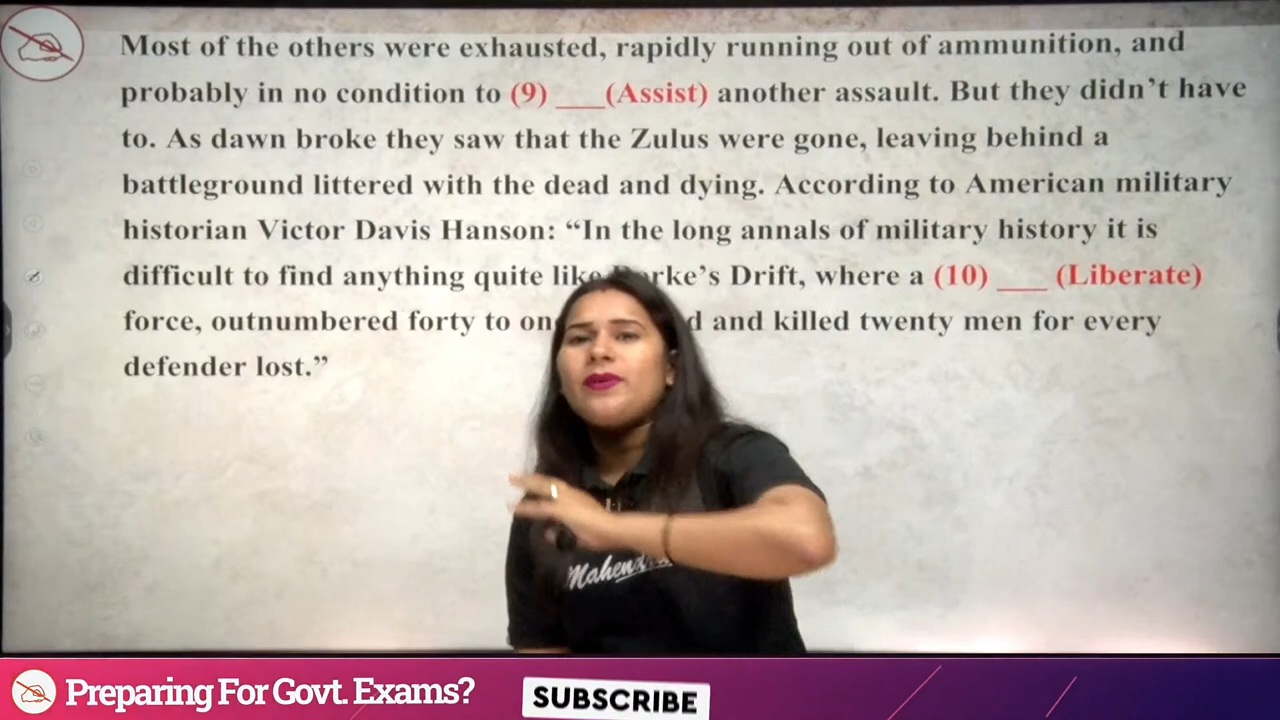 Most of the others were exhausted, rapidly running out of ammunition, and
probably in no condition to (9) ___(Assist) another assault. But they didn’t have
to. As dawn broke they saw that the Zulus were gone, leaving behind a
battleground littered with the dead and dying. According to American military
historian Victor Davis Hanson: “In the long annals of military history it is
difficult to find anything quite like Rorke’s Drift, where a (10) ___ (Liberate)
force, outnumbered forty to on d and killed twenty men for every
defender lost.”
Mahend
Preparing For Govt. Exams?
SUBSCRIBE